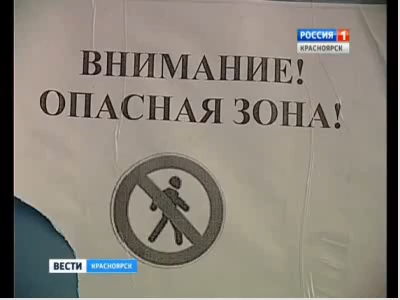 РОССИЯ 1
КРАСНОЯРСК
ВНИМАНИЕ!
ОПАСНАЯ ЗОНА!
ВЕСТИ КРАСНОЯРСК